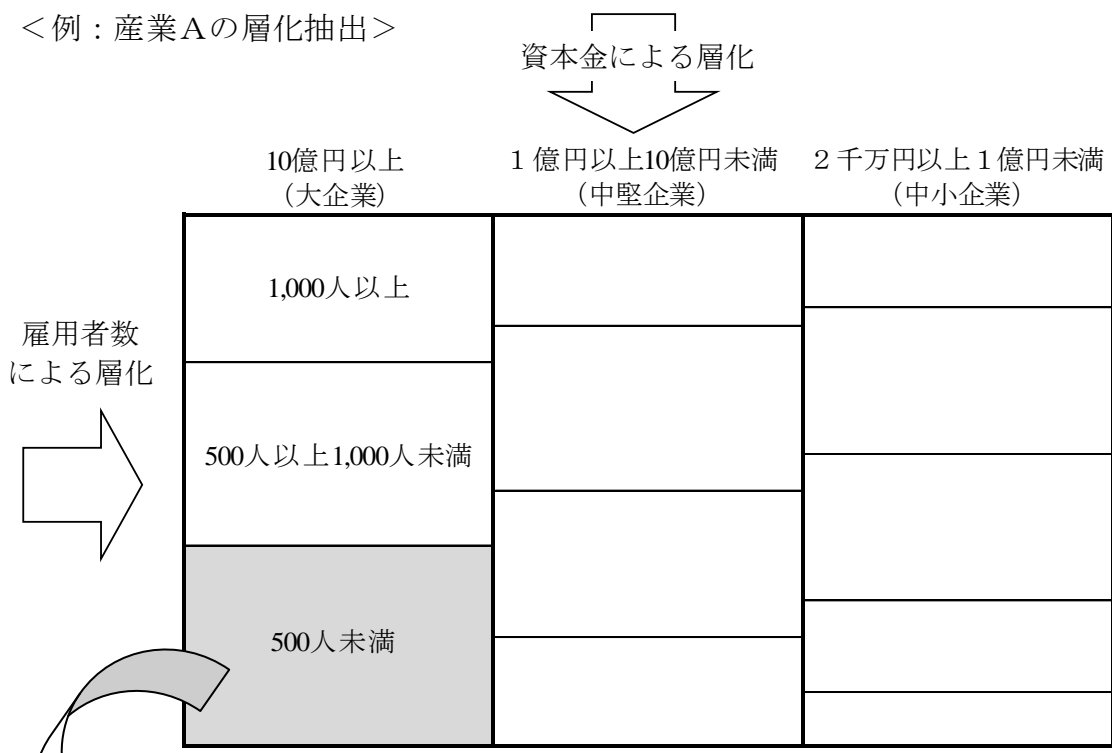 ＜例：産業Ａの層化抽出＞
資本金による層化
10億円以上
（大企業）
１億円以上10億円未満
（中堅企業）
２千万円以上１億円未満
（中小企業）
雇用者数
による層化
1,000人以上
500人以上1,000人未満
500人未満